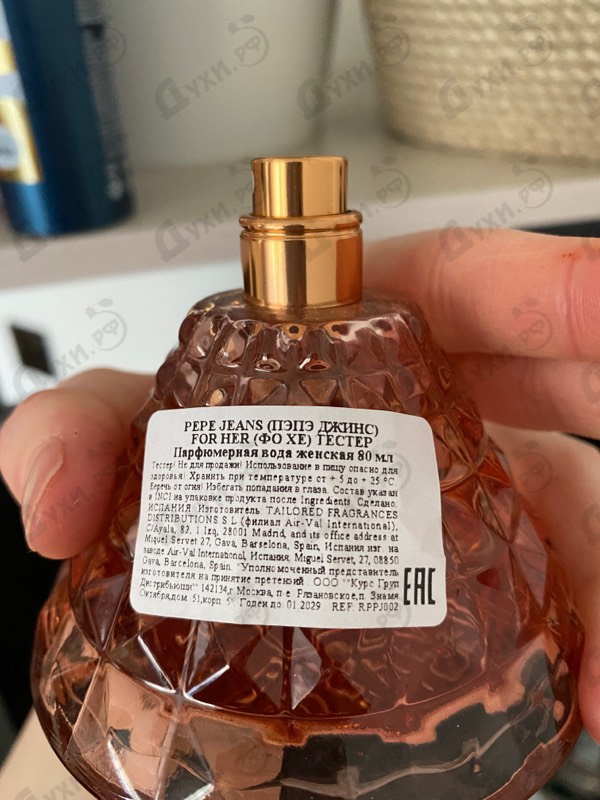 PEPE JEANS (ПЭПЭ ДЖИНС)
FOR HER (ФО ХЕ) ТЕСТЕР
Парфюмерная вода женская 80 мл
Тестер! Не для продажи! Использование в пищу опасно для
здоровья! Хранить при температуре от + 5 до + 25 °С.
Беречь от огня! Избегать попадания в глаза. Состав указан
в INCI на упаковке продукта после Ingredients. Сделано:
ИСПАНИЯ. Изготовитель: TAILORED FRAGRANCES
DISTRIBUTIONS S L (филиал Air-Val International),
C/Ayala, 82, 1 Izq, 28001 Madrid, and its office address at
Miquel Servet 27, Gava, Barselona, Spain, Испания изг. на
заводе Air-Val International, Испания, Miguel Servet, 27, 08850
Gava, Barcelona, Spain. "Уполномоченный представитель
изготовителя на принятие претензий: ООО "Курс Груп
Дистрибьюшн" 142134,г Москва, п-е Рязановское,п. Знамя
Октября,дом. 51,корп. 5" Годен до: 01.2029 REF RPPJ002
EAC
Духи.РФ